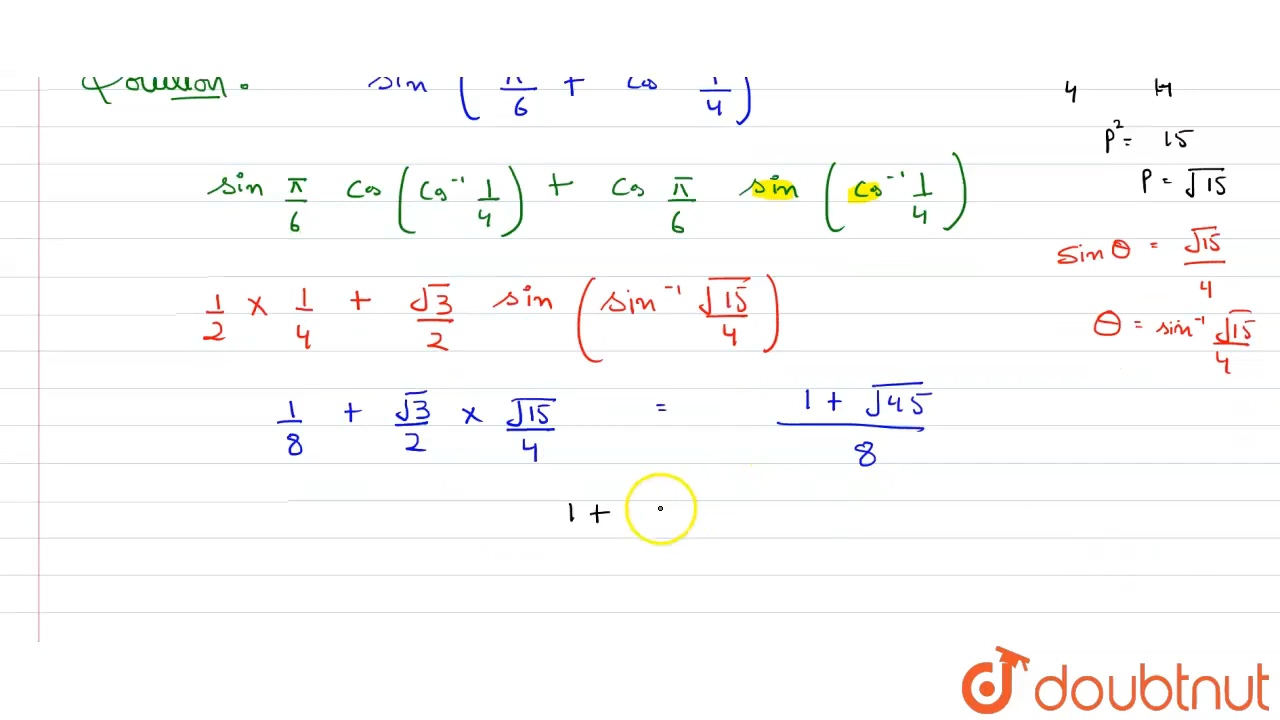 Solution. sin ( π/6 + cos 1/4 )
4 H
P² = 15
P = √15
sin π/6 cos ( cos⁻¹ 1/4 ) + cos π/6 sin ( cos⁻¹ 1/4 )
sin θ = √15/4
1/2 × 1/4 + √3/2 sin ( sin⁻¹ √15/4 )
θ = sin⁻¹ √15/4
1/8 + √3/2 × √15/4 = 1 + √45 / 8
1 +
doubtnut